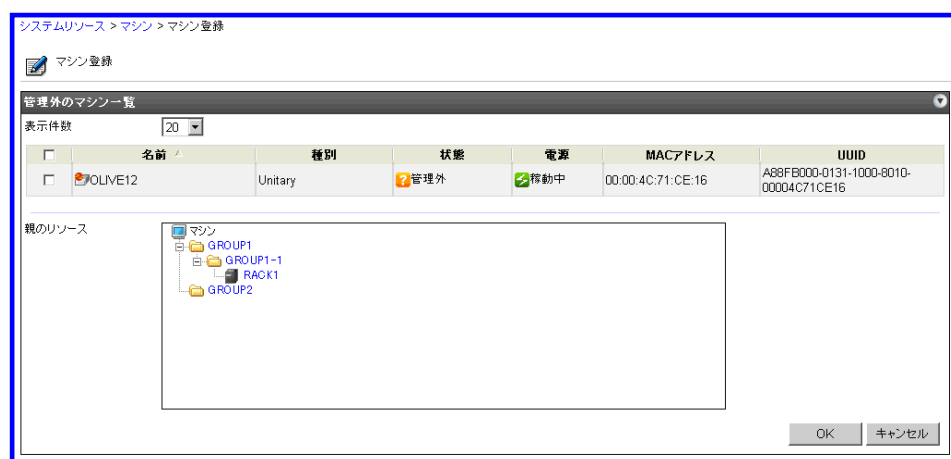 システムリソース > マシン > マシン登録
マシン登録
管理外のマシン一覧
表示件数 20
名前 種別 状態 電源 MACアドレス UUID
OLIVE12 Unitary 管理外 稼動中 00:00:4C:71:CE:16 A88FB000-0131-1000-8010-
00004C71CE16
親のリソース マシン
GROUP1
GROUP1-1
RACK1
GROUP2
OK キャンセル